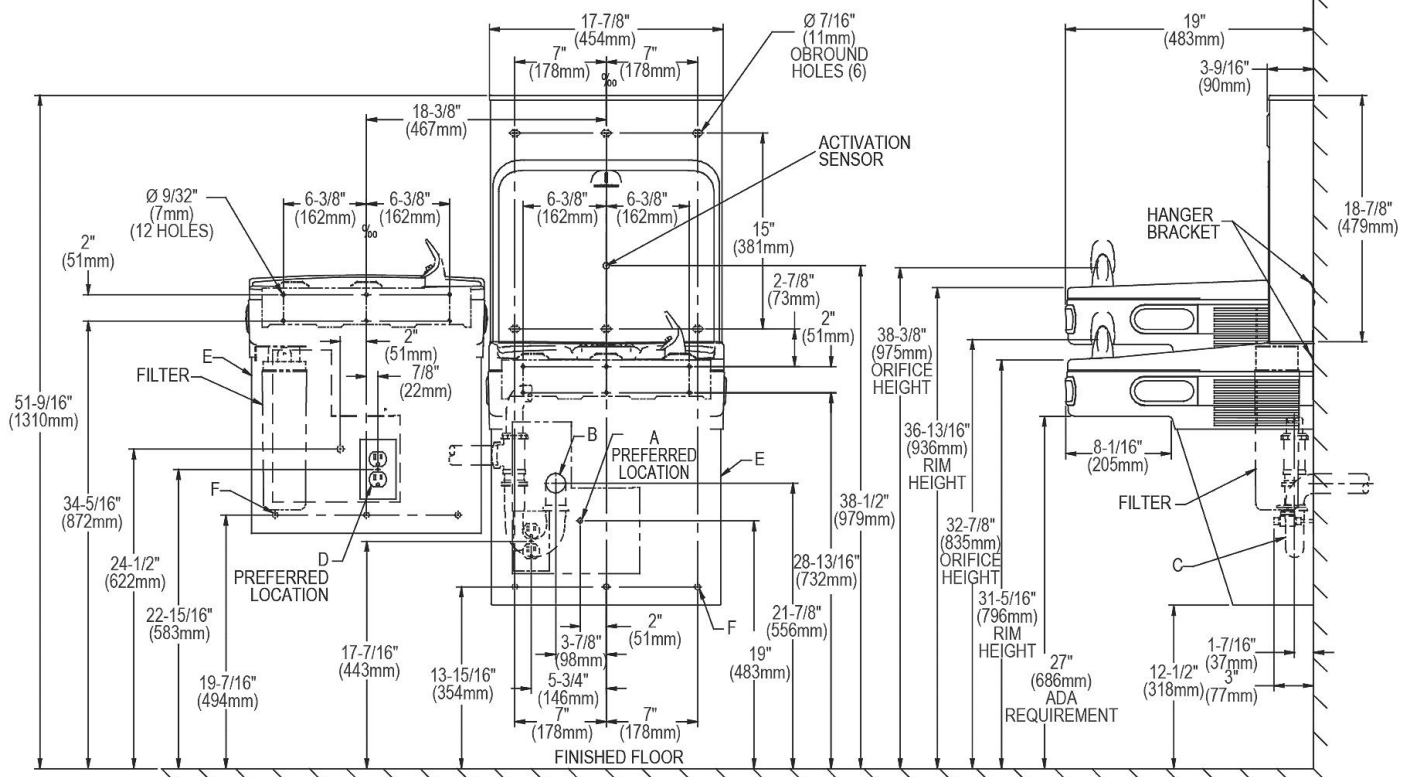 17-7/8"
(454mm)
7"
(178mm)
7"
(178mm)
‰
Ø 7/16"
(11mm)
OBROUND
HOLES (6)
19"
(483mm)
3-9/16"
(90mm)
18-3/8"
(467mm)
ACTIVATION
SENSOR
Ø 9/32"
(7mm)
(12 HOLES)
6-3/8"
(162mm)
6-3/8"
(162mm)
‰
6-3/8"
(162mm)
6-3/8"
(162mm)
15"
(381mm)
HANGER
BRACKET
18-7/8"
(479mm)
2"
(51mm)
2-7/8"
(73mm)
2"
(51mm)
2"
(51mm)
7/8"
(22mm)
E
FILTER
38-3/8"
(975mm)
ORIFICE
HEIGHT
51-9/16"
(1310mm)
36-13/16"
(936mm)
RIM
HEIGHT
8-1/16"
(205mm)
B
A
PREFERRED
LOCATION
E
F
34-5/16"
(872mm)
38-1/2"
(979mm)
FILTER
32-7/8"
(835mm)
ORIFICE
HEIGHT
24-1/2"
(622mm)
D
PREFERRED
LOCATION
28-13/16"
(732mm)
C
31-5/16"
(796mm)
RIM
HEIGHT
22-15/16"
(583mm)
21-7/8"
(556mm)
F
2"
(51mm)
3-7/8"
(98mm)
17-7/16"
(443mm)
19"
(483mm)
1-7/16"
(37mm)
3"
(77mm)
12-1/2"
(318mm)
27"
(686mm)
ADA
REQUIREMENT
19-7/16"
(494mm)
13-15/16"
(354mm)
5-3/4"
(146mm)
7"
(178mm)
7"
(178mm)
FINISHED FLOOR